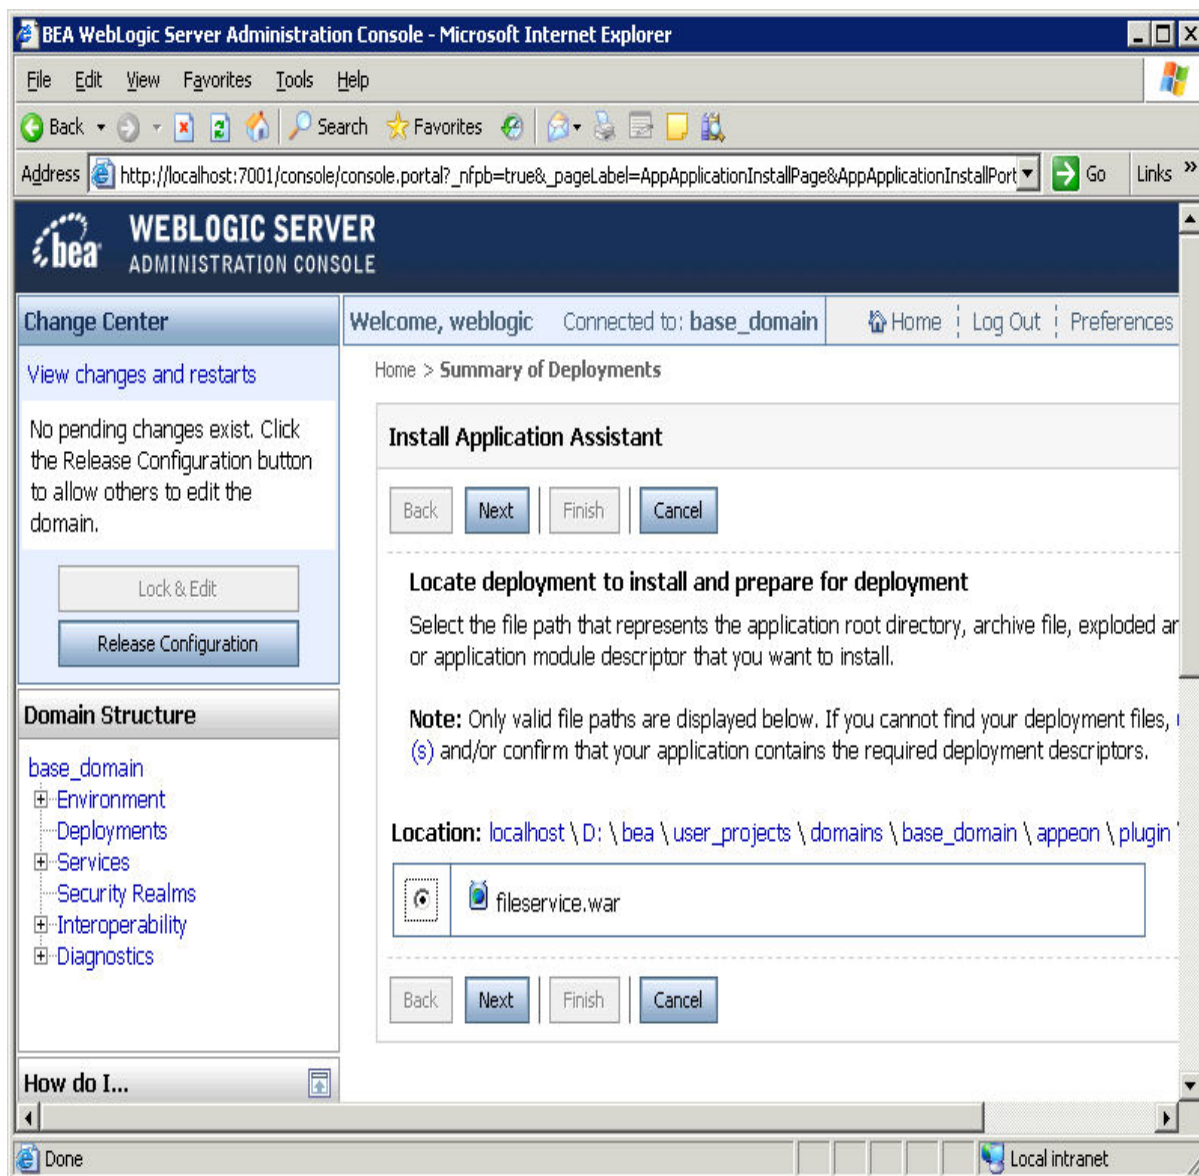 BEA WebLogic Server Administration Console - Microsoft Internet Explorer
File Edit View Favorites Tools Help
Back Search Favorites
Address http://localhost:7001/console/console.portal?_nfpb=true&_pageLabel=AppApplicationInstallPage&AppApplicationInstallPort Go Links »
bea WEBLOGIC SERVER
ADMINISTRATION CONSOLE
Change Center
View changes and restarts
No pending changes exist. Click
the Release Configuration button
to allow others to edit the
domain.
Lock & Edit
Release Configuration
Domain Structure
base_domain
Environment
Deployments
Services
Security Realms
Interoperability
Diagnostics
How do I...
Welcome, weblogic Connected to: base_domain Home Log Out Preferences
Home > Summary of Deployments
Install Application Assistant
Back Next Finish Cancel
Locate deployment to install and prepare for deployment
Select the file path that represents the application root directory, archive file, exploded ar
or application module descriptor that you want to install.
Note: Only valid file paths are displayed below. If you cannot find your deployment files,
(s) and/or confirm that your application contains the required deployment descriptors.
Location: localhost \ D: \ bea \ user_projects \ domains \ base_domain \ appeon \ plugin \
fileservice.war
Back Next Finish Cancel
Done Local intranet